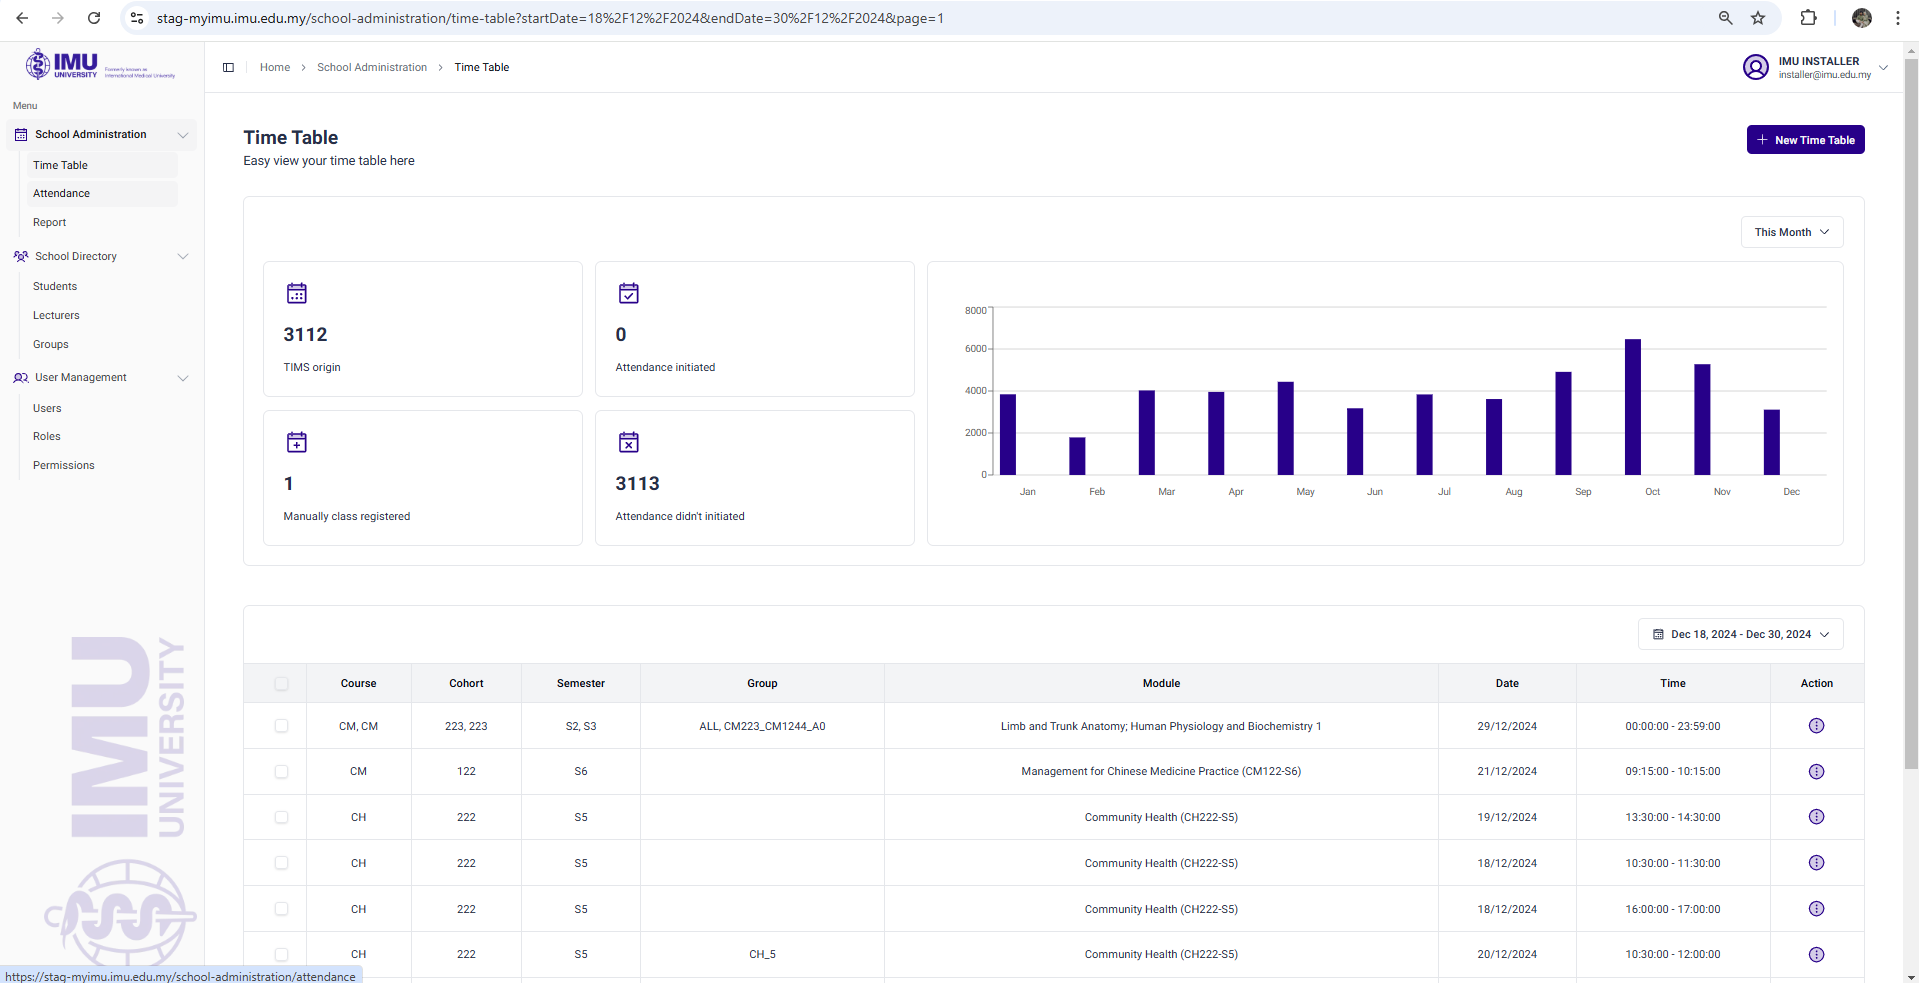 stag-myimu.imu.edu.my/school-administration/time-table?startDate=18%2F12%2F2024&endDate=30%2F12%2F2024&page=1
IMU
UNIVERSITY
Formerly known as
International Medical University
Home > School Administration > Time Table
IMU INSTALLER
installer@imu.edu.my
Menu
School Administration
Time Table
Attendance
Report
School Directory
Students
Lecturers
Groups
User Management
Users
Roles
Permissions
IMU
UNIVERSITY
Time Table
Easy view your time table here
+ New Time Table
This Month
3112
TIMS origin
0
Attendance initiated
1
Manually class registered
3113
Attendance didn't initiated
8000
6000
4000
2000
0
Jan Feb Mar Apr May Jun Jul Aug Sep Oct Nov Dec
Dec 18, 2024 - Dec 30, 2024
Course Cohort Semester Group Module Date Time Action
CM, CM 223, 223 S2, S3 ALL, CM223_CM1244_A0 Limb and Trunk Anatomy; Human Physiology and Biochemistry 1 29/12/2024 00:00:00 - 23:59:00
CM 122 S6 Management for Chinese Medicine Practice (CM122-S6) 21/12/2024 09:15:00 - 10:15:00
CH 222 S5 Community Health (CH222-S5) 19/12/2024 13:30:00 - 14:30:00
CH 222 S5 Community Health (CH222-S5) 18/12/2024 10:30:00 - 11:30:00
CH 222 S5 Community Health (CH222-S5) 18/12/2024 16:00:00 - 17:00:00
CH 222 S5 CH_5 Community Health (CH222-S5) 20/12/2024 10:30:00 - 12:00:00
https://stag-myimu.imu.edu.my/school-administration/attendance